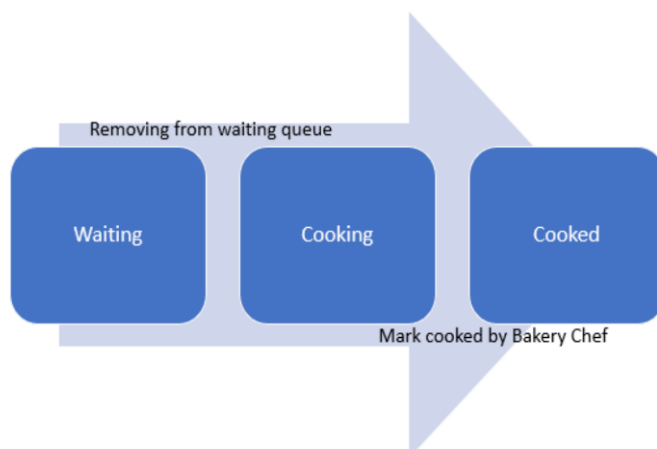 Removing from waiting queue
Waiting
Cooking
Cooked
Mark cooked by Bakery Chef